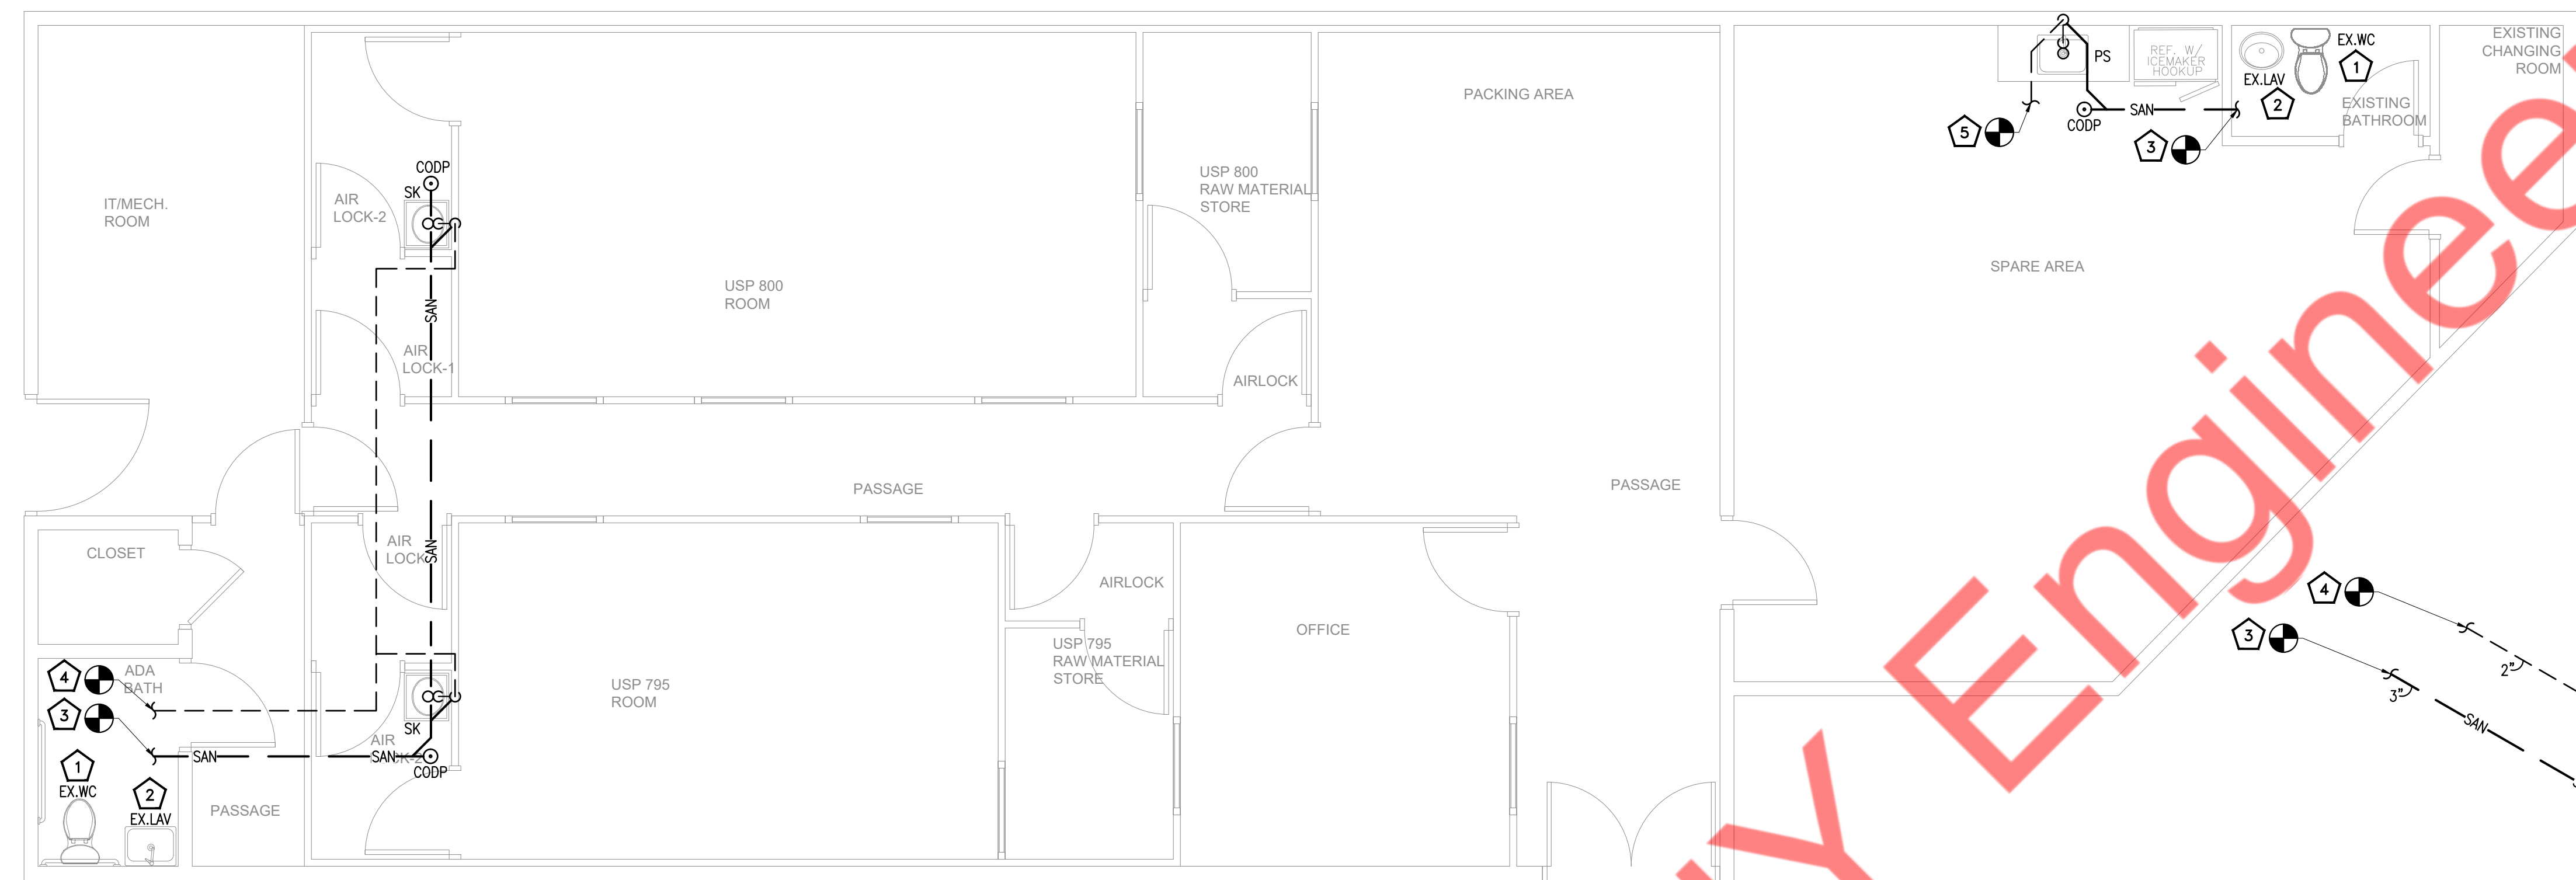 EXISTING
CHANGING
ROOM
EX.WC
1
PS
REF. W/
ICEMAKER
HOOKUP
EX.LAV
2
EXISTING
BATHROOM
PACKING AREA
SAN
CODP
5
3
CODP
SK
USP 800
RAW MATERIAL
STORE
IT/MECH.
ROOM
AIR
LOCK-2
SPARE AREA
USP 800
ROOM
SAN
AIR
LOCK-1
AIRLOCK
PASSAGE
PASSAGE
CLOSET
AIR
LOCK
SAN
AIRLOCK
4
3
OFFICE
USP 795
RAW MATERIAL
STORE
2"
3"
SAN
4
ADA
BATH
USP 795
ROOM
3
SK
AIR
SAN
SAN
CODP
1
EX.WC
2
EX.LAV
PASSAGE
Y Enginee